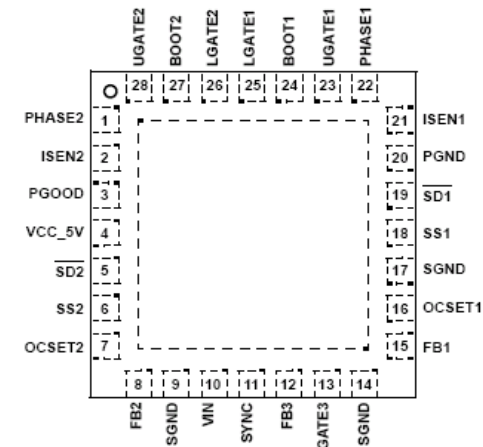 UGATE2 BOOT2 LGATE2 LGATE1 BOOT1 UGATE1 PHASE1
28 27 26 25 24 23 22
PHASE2 1 21 ISEN1
ISEN2 2 20 PGND
PGOOD 3 19 SD1
VCC_5V 4 18 SS1
SD2 5 17 SGND
SS2 6 16 OCSET1
OCSET2 7 15 FB1
8 9 10 11 12 13 14
FB2 SGND VIN SYNC FB3 GATE3 SGND